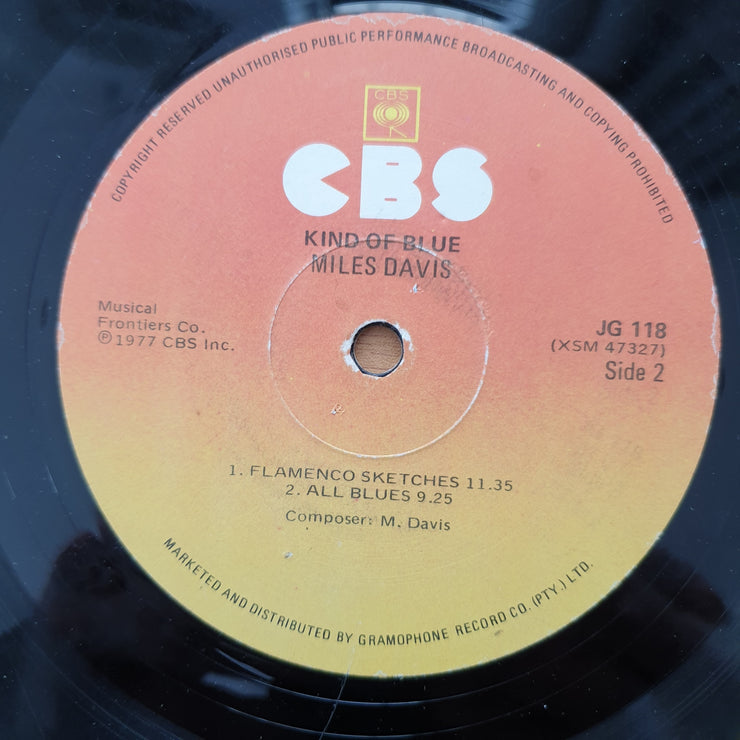 COPYRIGHT RESERVED UNAUTHORISED PUBLIC PERFORMANCE BROADCASTING AND COPYING PROHIBITED
CBS
CBS
KIND OF BLUE
MILES DAVIS
Musical
Frontiers Co.
℗1977 CBS Inc.
JG 118
(XSM 47327)
Side 2
1. FLAMENCO SKETCHES 11.35
2. ALL BLUES 9.25
Composer: M. Davis
MARKETED AND DISTRIBUTED BY GRAMOPHONE RECORD CO. (PTY.) LTD.